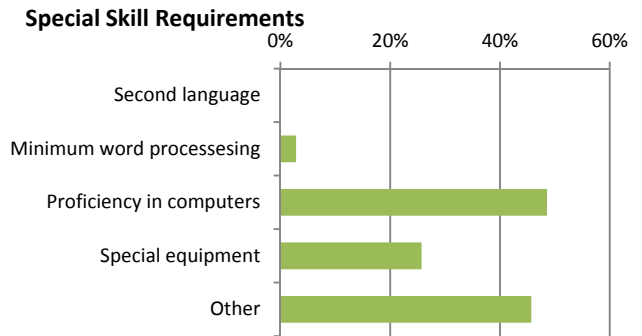 Special Skill Requirements
0% 20% 40% 60%
Second language
Minimum word processesing
Proficiency in computers
Special equipment
Other